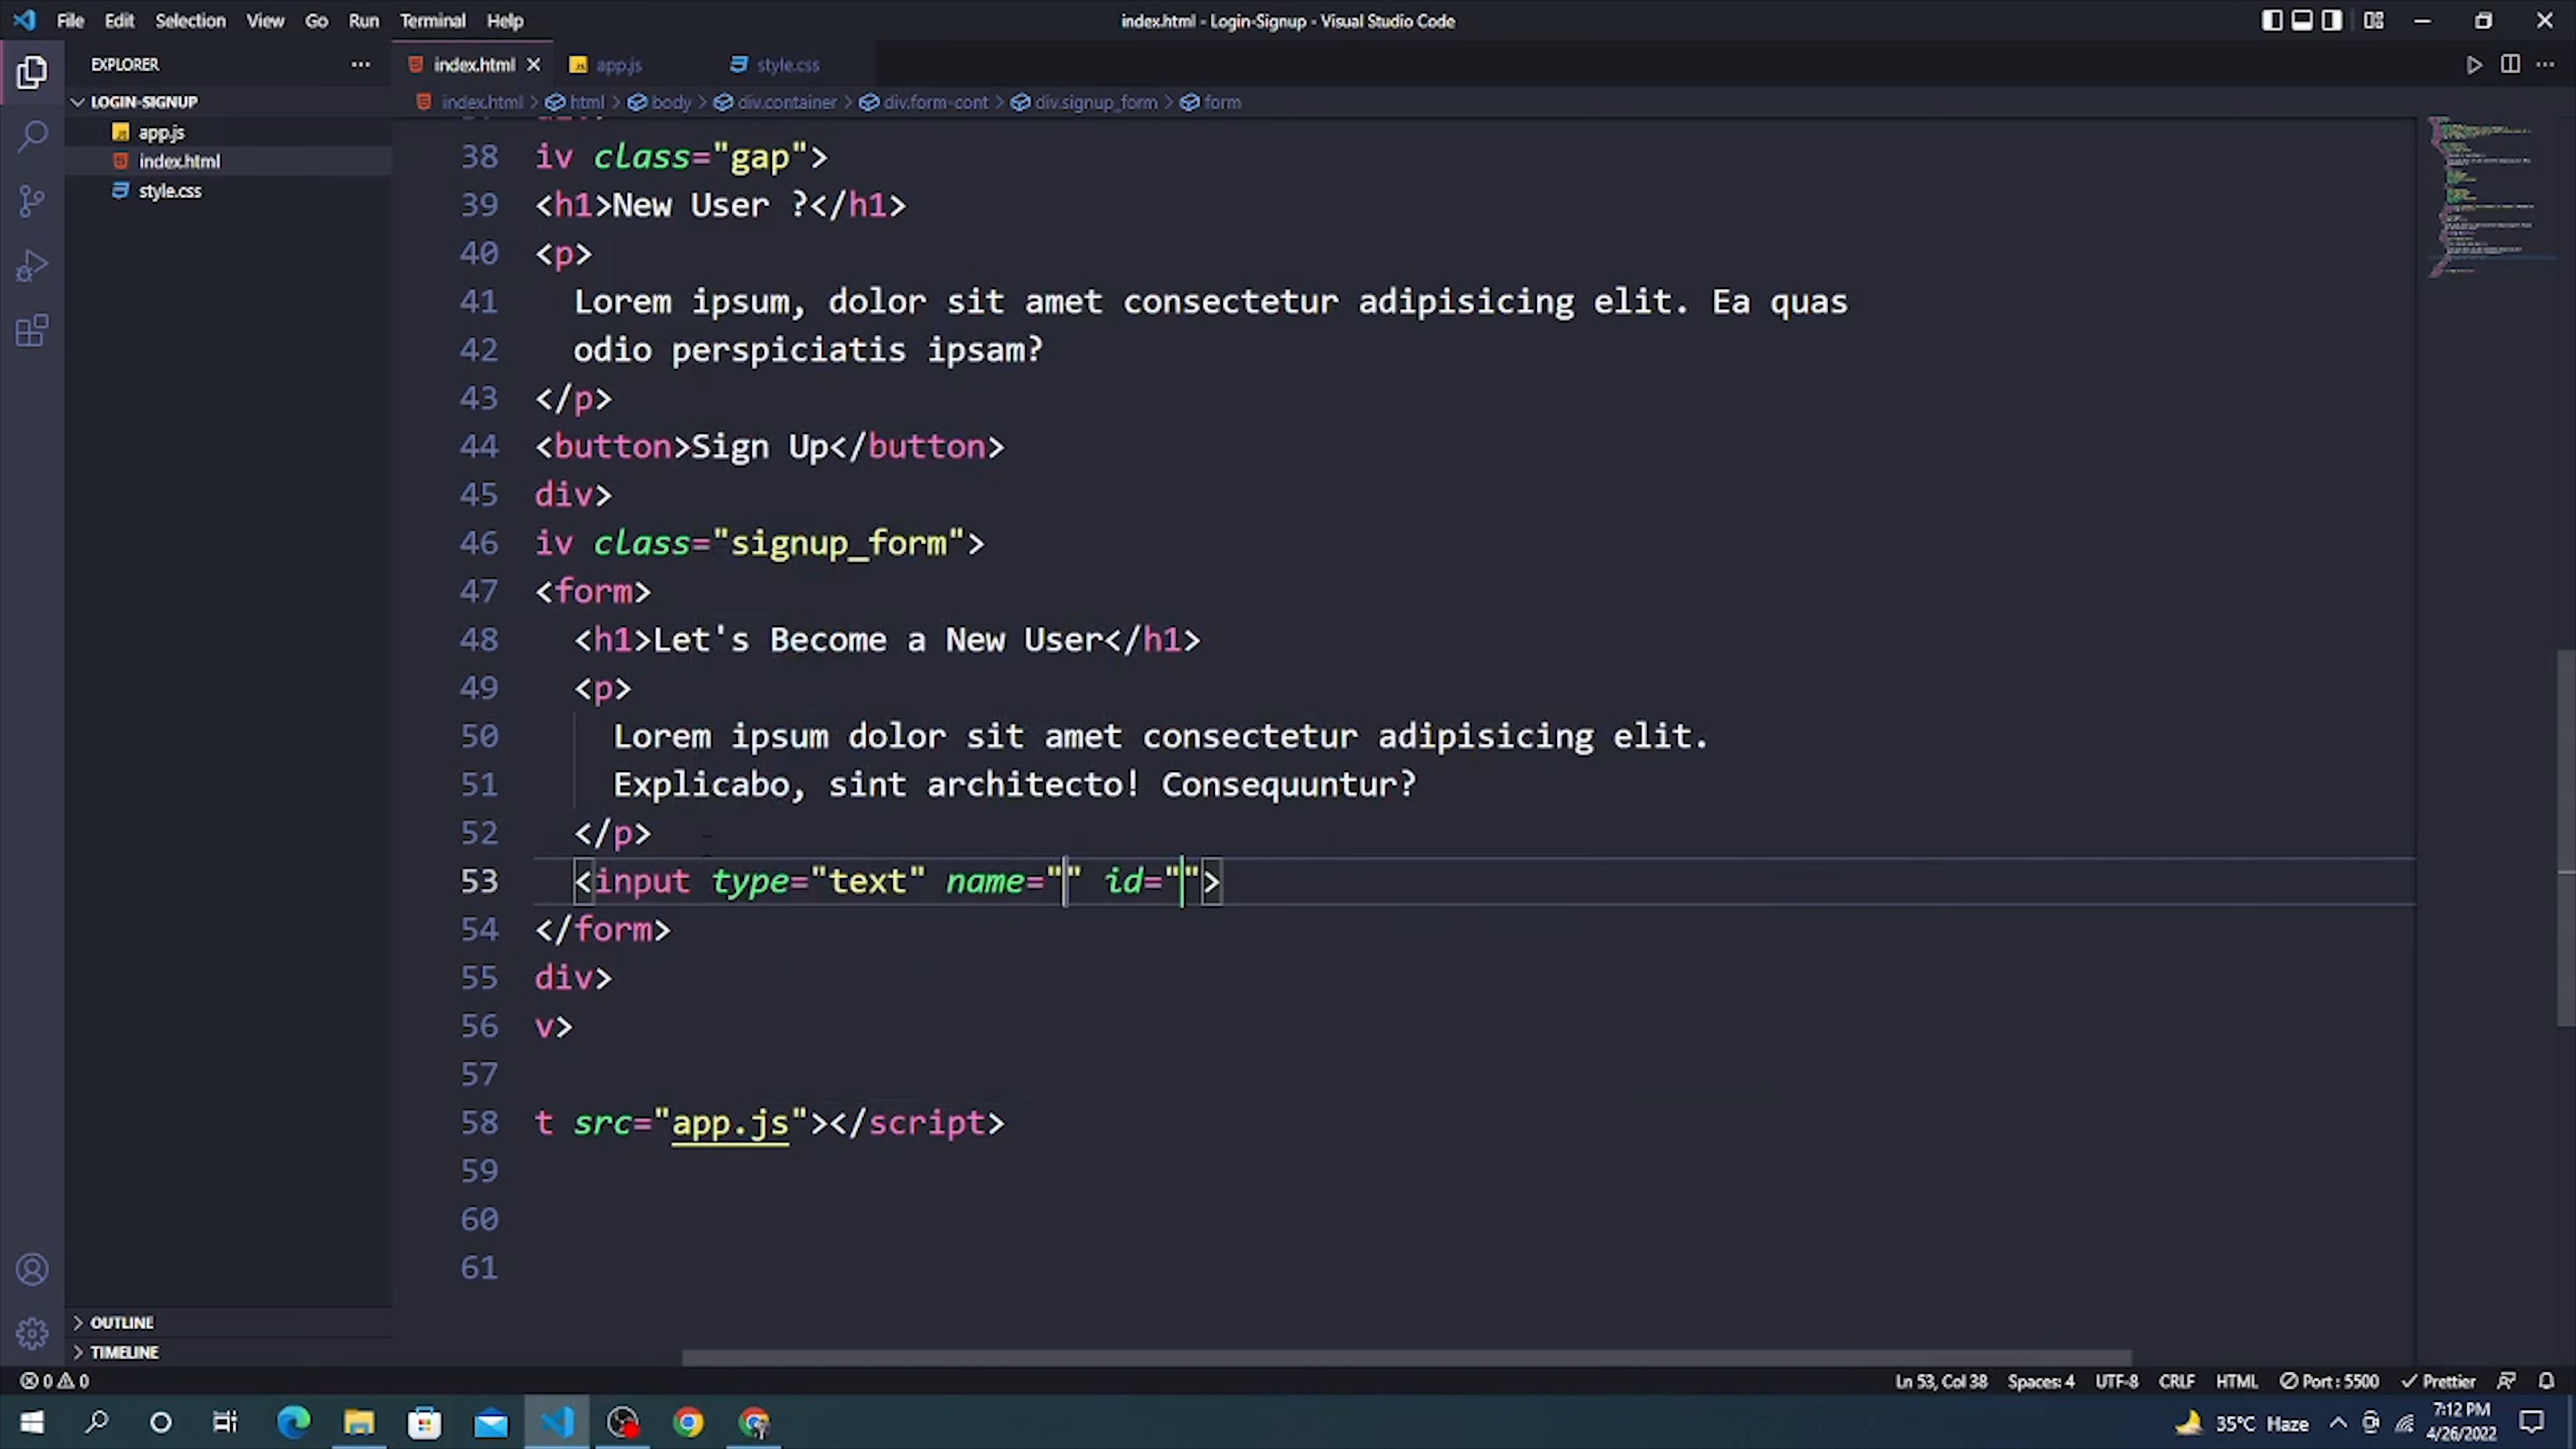 File Edit Selection View Go Run Terminal Help
index.html - Login-Signup - Visual Studio Code
EXPLORER
LOGIN-SIGNUP
app.js
index.html
style.css
OUTLINE
TIMELINE
index.html app.js style.css
index.html > html > body > div.container > div.form-cont > div.signup_form > form
38 iv class="gap">
39 <h1>New User ?</h1>
40 <p>
41 Lorem ipsum, dolor sit amet consectetur adipisicing elit. Ea quas
42 odio perspiciatis ipsam?
43 </p>
44 <button>Sign Up</button>
45 div>
46 iv class="signup_form">
47 <form>
48 <h1>Let's Become a New User</h1>
49 <p>
50 Lorem ipsum dolor sit amet consectetur adipisicing elit.
51 Explicabo, sint architecto! Consequuntur?
52 </p>
53 <input type="text" name="" id="">
54 </form>
55 div>
56 v>
57
58 t src="app.js"></script>
59
60
61
0 0
Ln 53, Col 38 Spaces: 4 UTF-8 CRLF HTML Port : 5500 Prettier
35°C Haze
7:12 PM
4/26/2022